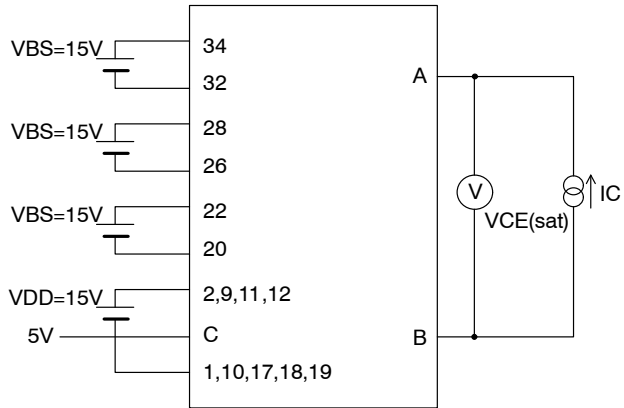 VBS=15V
34
32
VBS=15V
28
26
VBS=15V
22
20
VDD=15V
2,9,11,12
5V
C
1,10,17,18,19
A
V
VCE(sat)
IC
B